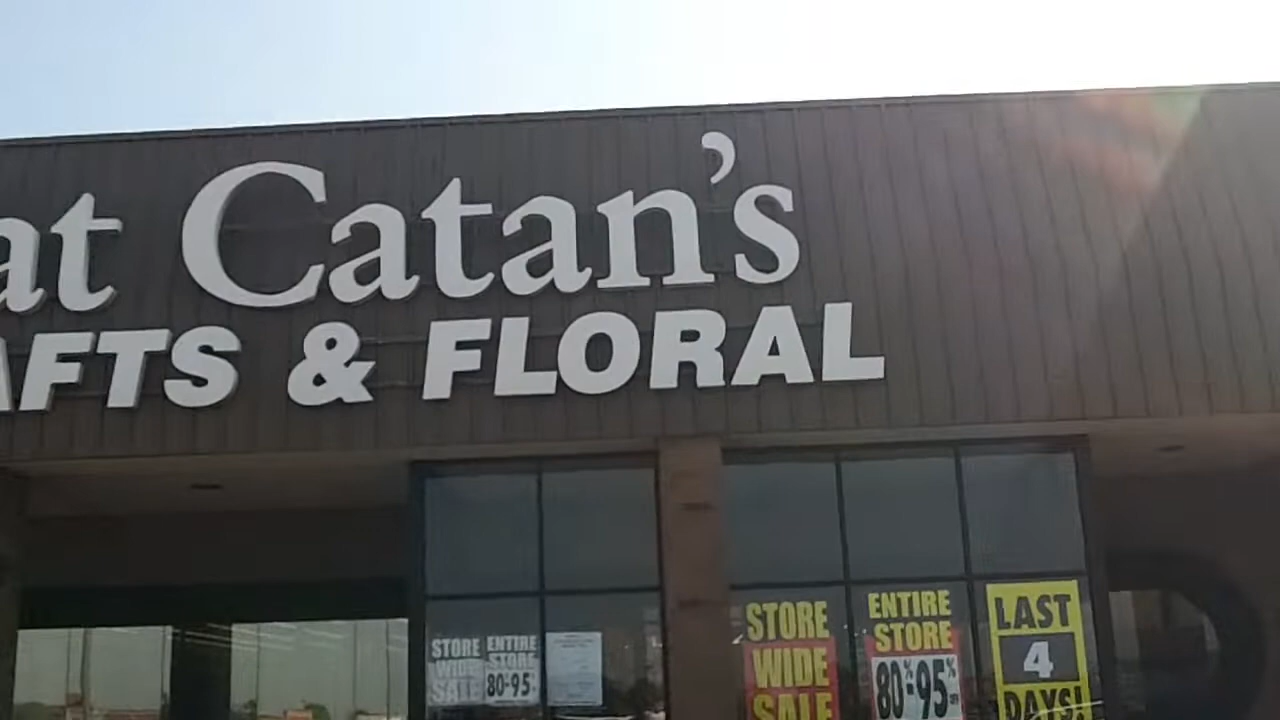 at Catan's
AFTS & FLORAL
STORE
WIDE
SALE
ENTIRE
STORE
80%-95%
STORE
WIDE
SALE
ENTIRE
STORE
80%-95%
LAST
4
DAYS!